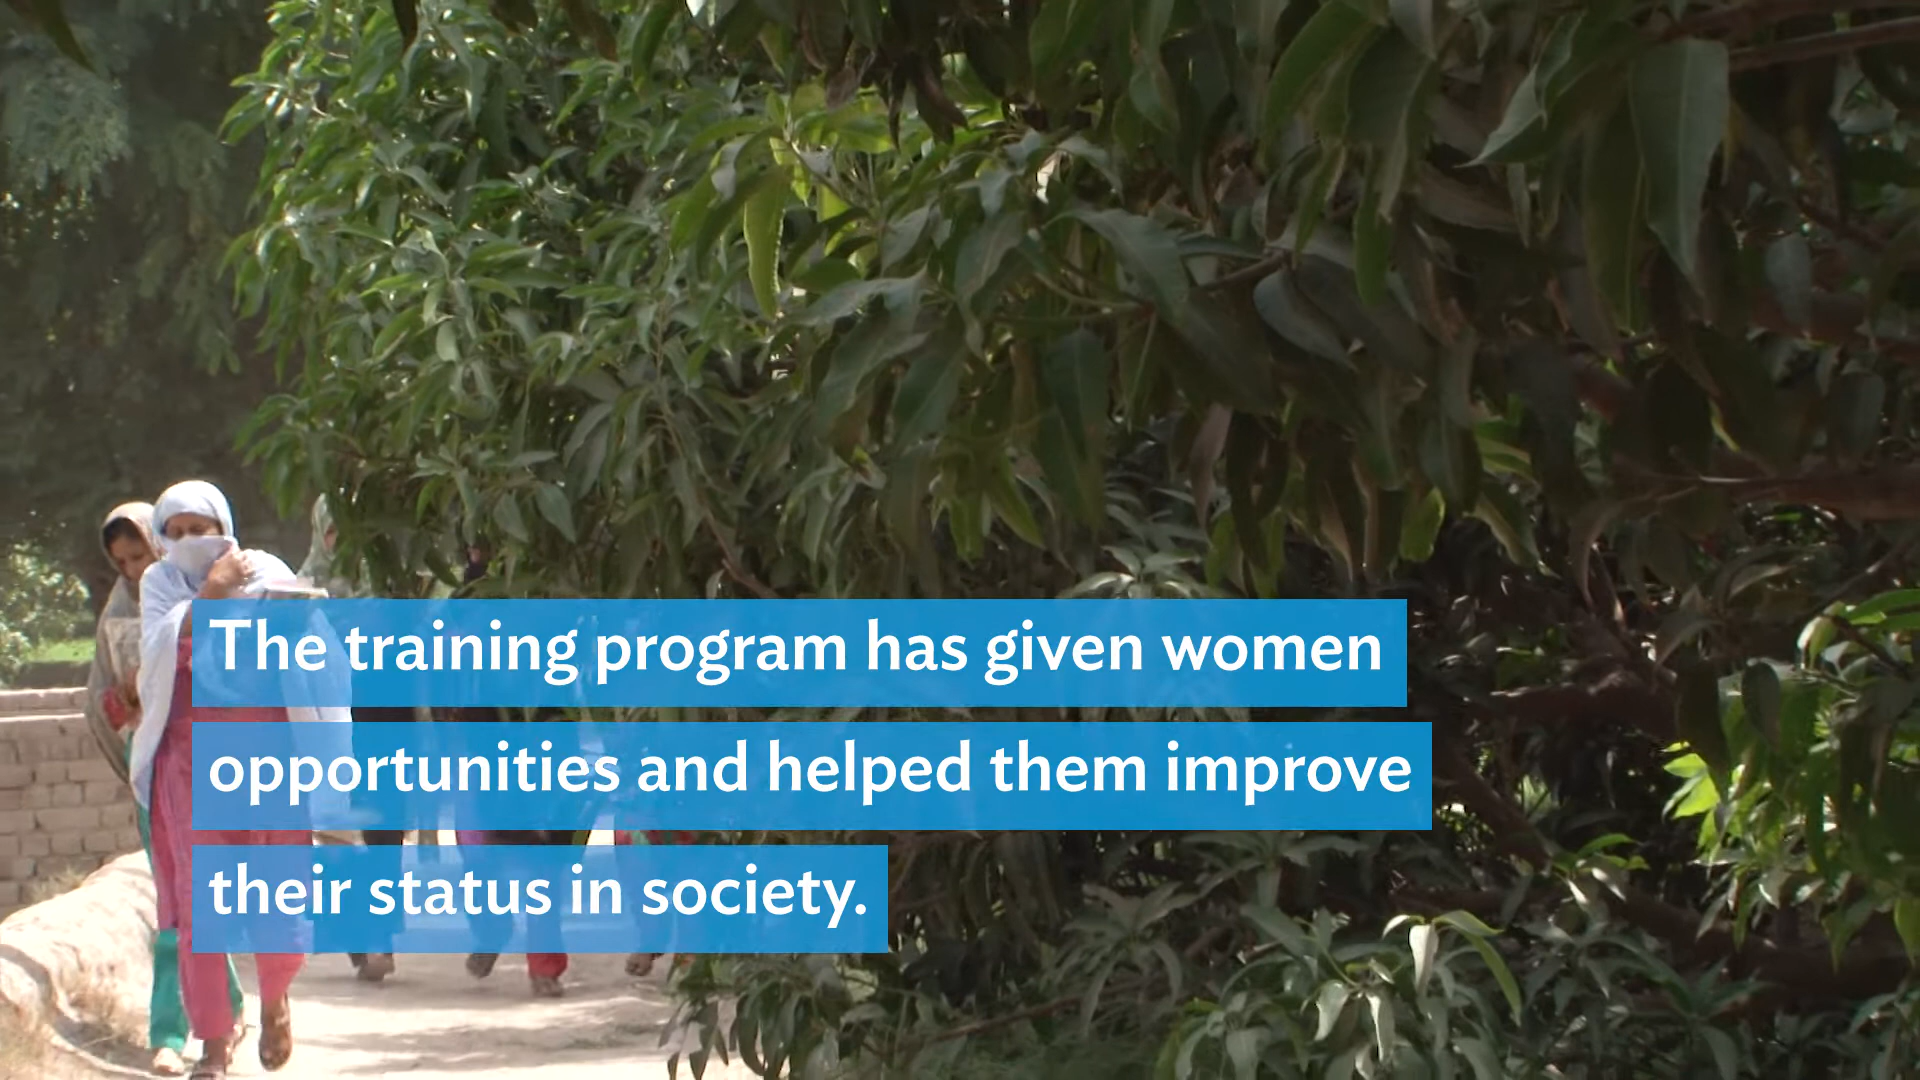 The training program has given women
opportunities and helped them improve
their status in society.